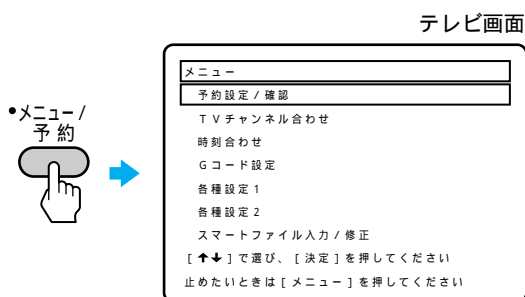 テレビ画面
•メニュー/
予約
メニュー
予約設定/確認
TVチャンネル合わせ
時刻合わせ
Gコード設定
各種設定1
各種設定2
スマートファイル入力/修正
[↑↓]で選び、[決定]を押してください
止めたいときは[メニュー]を押してください